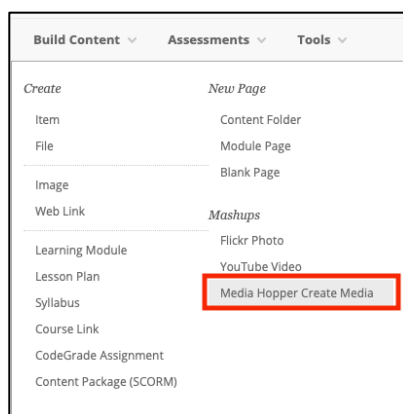 Build Content Assessments Tools
Create
Item
File
Image
Web Link
Learning Module
Lesson Plan
Syllabus
Course Link
CodeGrade Assignment
Content Package (SCORM)
New Page
Content Folder
Module Page
Blank Page
Mashups
Flickr Photo
YouTube Video
Media Hopper Create Media